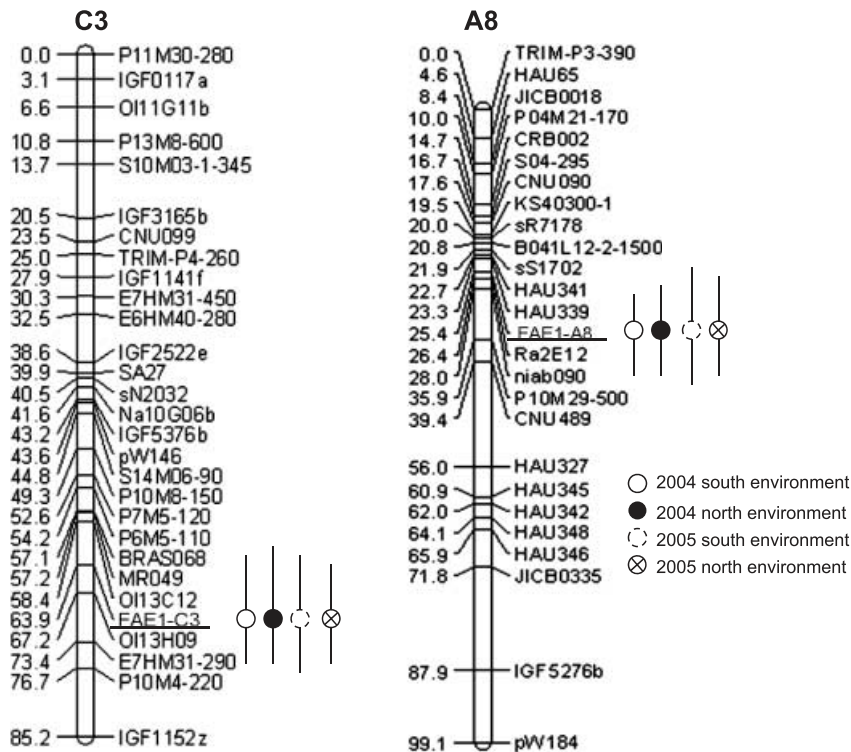 C3
0.0 P11M30-280
3.1 IGF0117a
6.6 OI11G11b
10.8 P13M8-600
13.7 S10M03-1-345
20.5 IGF3165b
23.5 CNU099
25.0 TRIM-P4-260
27.9 IGF1141f
30.3 E7HM31-450
32.5 E6HM40-280
38.6 IGF2522e
39.9 SA27
40.5 sN2032
41.6 Na10G06b
43.2 IGF5376b
43.6 pW146
44.8 S14M06-90
49.3 P10M8-150
52.6 P7M5-120
54.2 P6M5-110
57.1 BRAS068
57.2 MR049
58.4 OI13C12
63.9 FAE1-C3
67.2 OI13H09
73.4 E7HM31-290
76.7 P10M4-220
85.2 IGF1152z
A8
0.0 TRIM-P3-390
4.6 HAU65
8.4 JICB0018
10.0 P04M21-170
14.7 CRB002
16.7 S04-295
17.6 CNU090
19.5 KS40300-1
20.0 sR7178
20.8 B041L12-2-1500
21.9 sS1702
22.7 HAU341
23.3 HAU339
25.4 FAE1-A8
26.4 Ra2E12
28.0 niab090
35.9 P10M29-500
39.4 CNU489
56.0 HAU327
60.9 HAU345
62.0 HAU342
64.1 HAU348
65.9 HAU346
71.8 JICB0335
87.9 IGF5276b
99.1 pW184
2004 south environment
2004 north environment
2005 south environment
2005 north environment